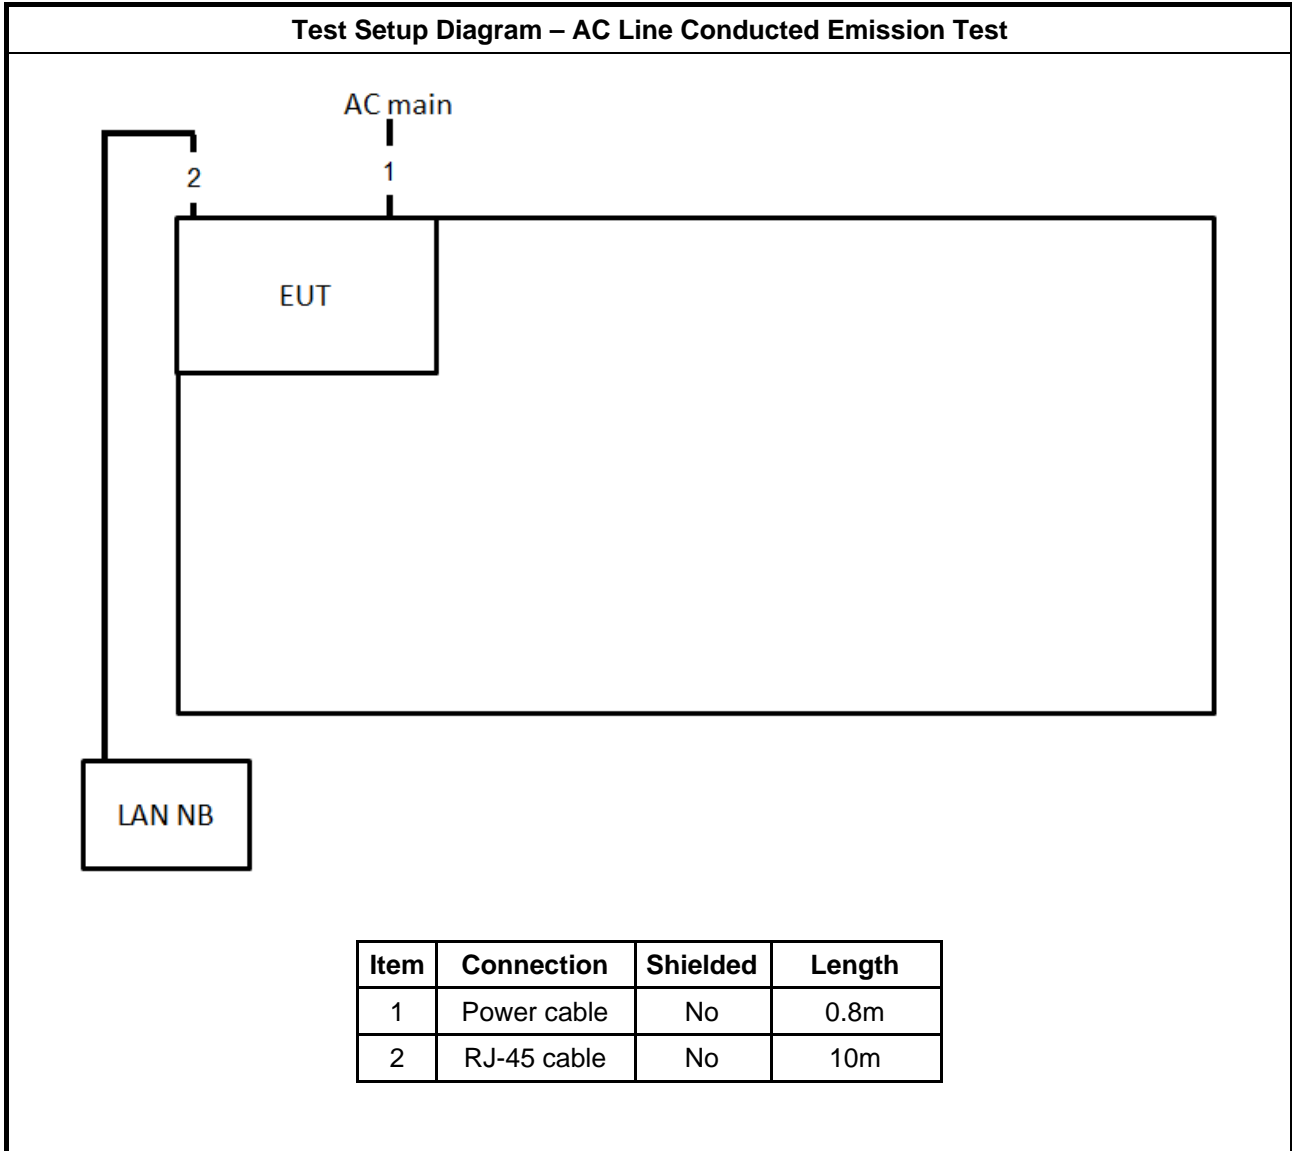 Test Setup Diagram – AC Line Conducted Emission Test
AC main
2
1
EUT
LAN NB
Item Connection Shielded Length
1 Power cable No 0.8m
2 RJ-45 cable No 10m